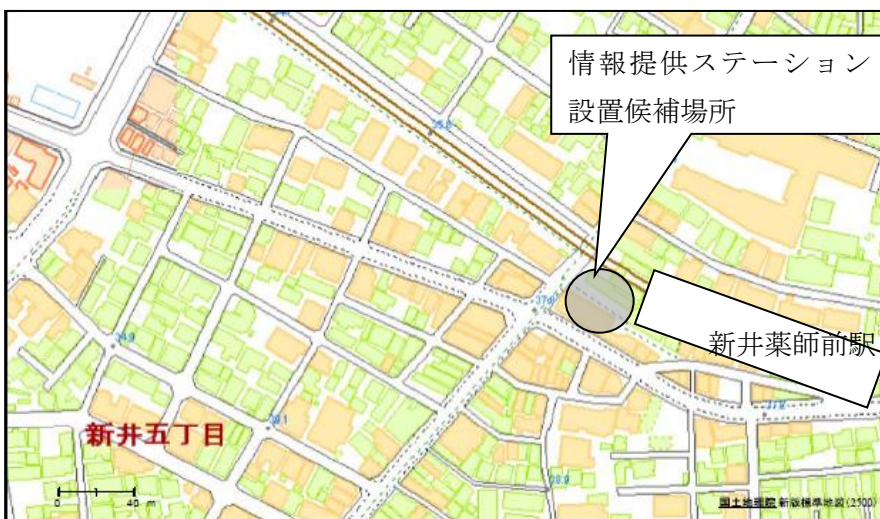 情報提供ステーション
設置候補場所
新井薬師前駅
新井五丁目
0 40 m
国土地理院 新版標準地図(2500)